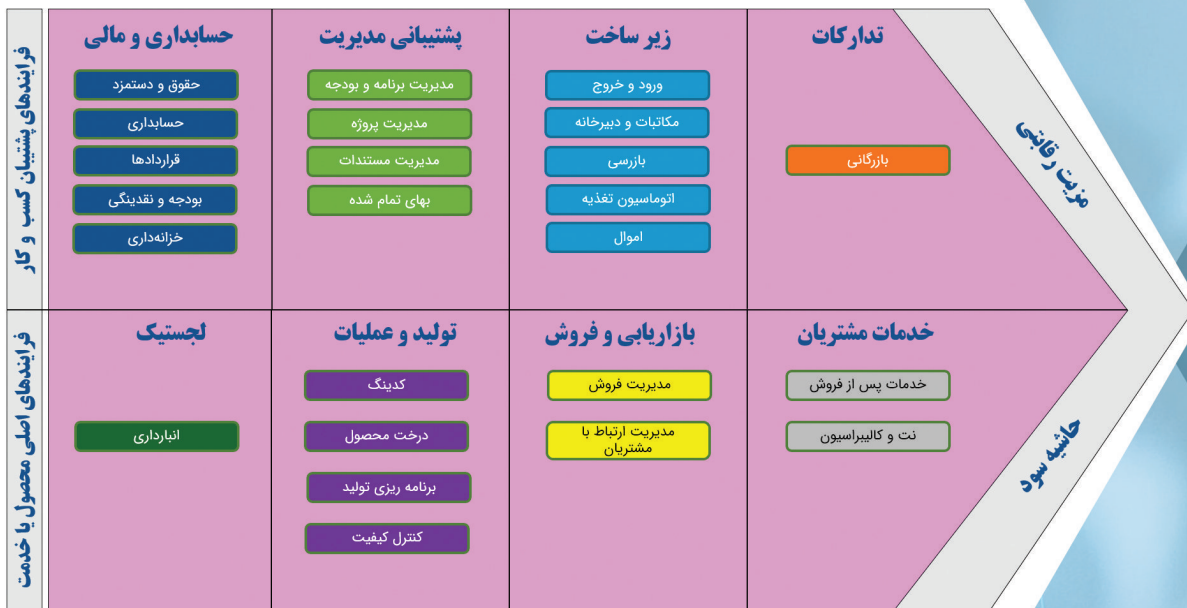 فرایندهای پشتیبان کسب و کار
حسابداری و مالی
حقوق و دستمزد
حسابداری
قراردادها
بودجه و نقدینگی
خزانه‌داری
پشتیبانی مدیریت
مدیریت برنامه و بودجه
مدیریت پروژه
مدیریت مستندات
بهای تمام شده
زیر ساخت
ورود و خروج
مکاتبات و دبیرخانه
بازرسی
اتوماسیون تغذیه
اموال
تدارکات
بازرگانی
مزیت رقابتی
فرایندهای اصلی محصول یا خدمت
لجستیک
انبارداری
تولید و عملیات
کدینگ
درخت محصول
برنامه ریزی تولید
کنترل کیفیت
بازاریابی و فروش
مدیریت فروش
مدیریت ارتباط با
مشتریان
خدمات مشتریان
خدمات پس از فروش
نت و کالیبراسیون
حاشیه سود